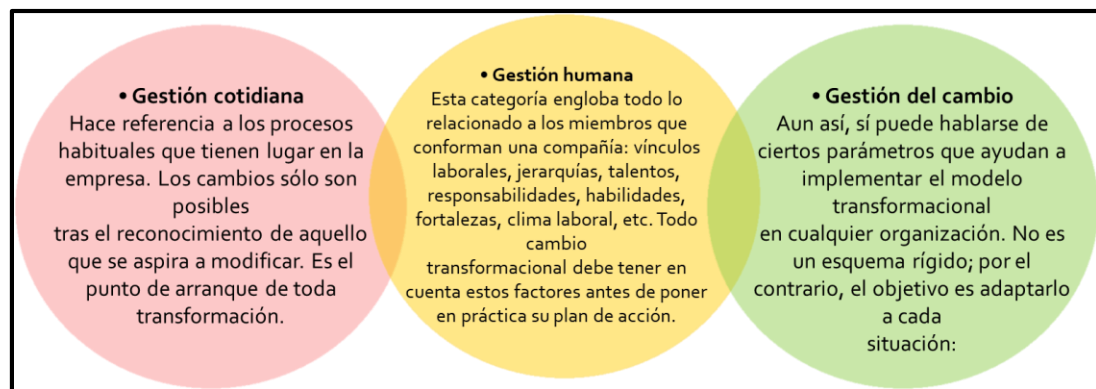 • Gestión cotidiana
Hace referencia a los procesos
habituales que tienen lugar en la
empresa. Los cambios sólo son
posibles
tras el reconocimiento de aquello
que se aspira a modificar. Es el
punto de arranque de toda
transformación.
• Gestión humana
Esta categoría engloba todo lo
relacionado a los miembros que
conforman una compañía: vínculos
laborales, jerarquías, talentos,
responsabilidades, habilidades,
fortalezas, clima laboral, etc. Todo
cambio
transformacional debe tener en
cuenta estos factores antes de poner
en práctica su plan de acción.
• Gestión del cambio
Aun así, sí puede hablarse de
ciertos parámetros que ayudan a
implementar el modelo
transformacional
en cualquier organización. No es
un esquema rígido; por el
contrario, el objetivo es adaptarlo
a cada
situación: